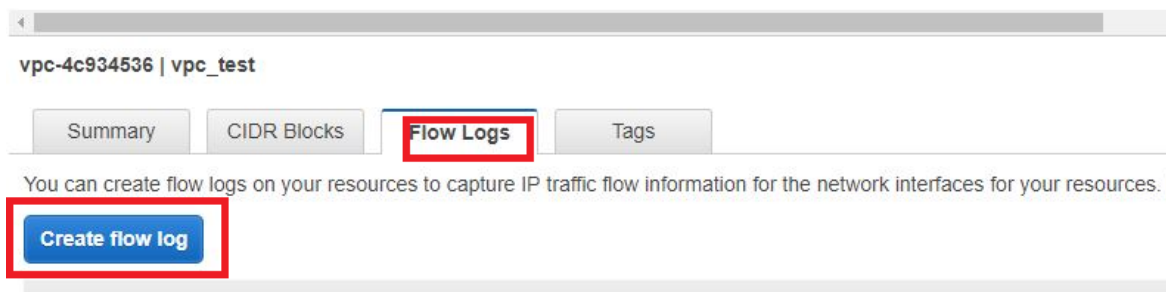 vpc-4c934536 | vpc_test
Summary CIDR Blocks Flow Logs Tags
You can create flow logs on your resources to capture IP traffic flow information for the network interfaces for your resources.
Create flow log